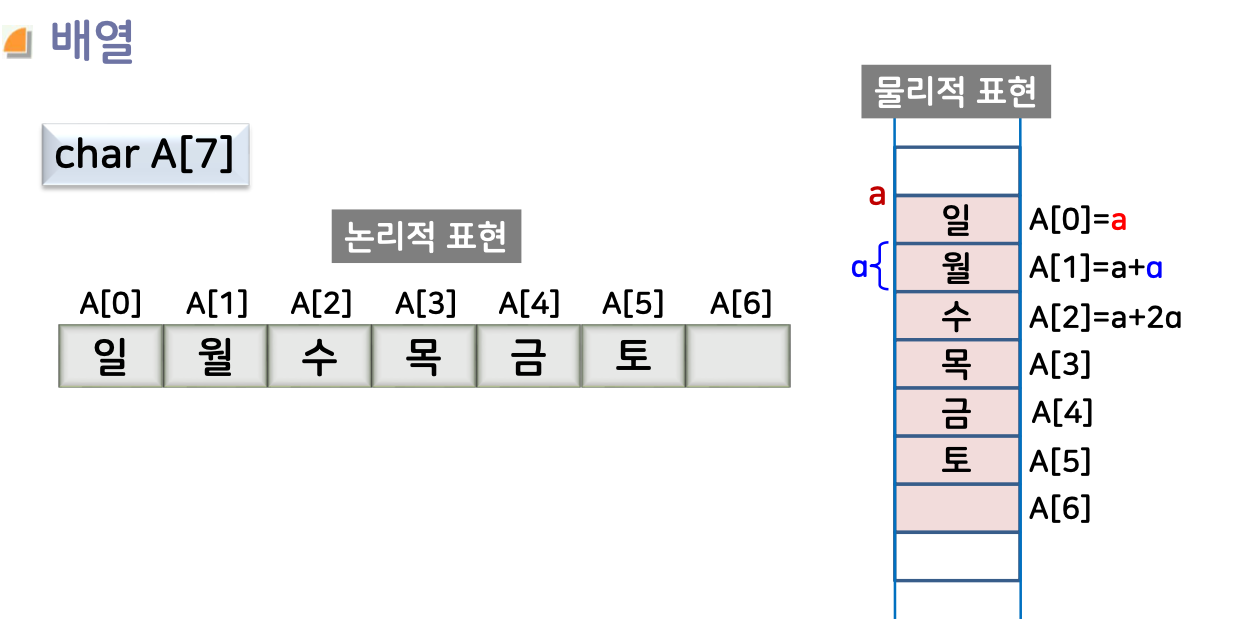 배열
char A[7]
논리적 표현
A[0] A[1] A[2] A[3] A[4] A[5] A[6]
일 월 수 목 금 토
물리적 표현
a
일 A[0]=a
α 월 A[1]=a+α
수 A[2]=a+2α
목 A[3]
금 A[4]
토 A[5]
A[6]